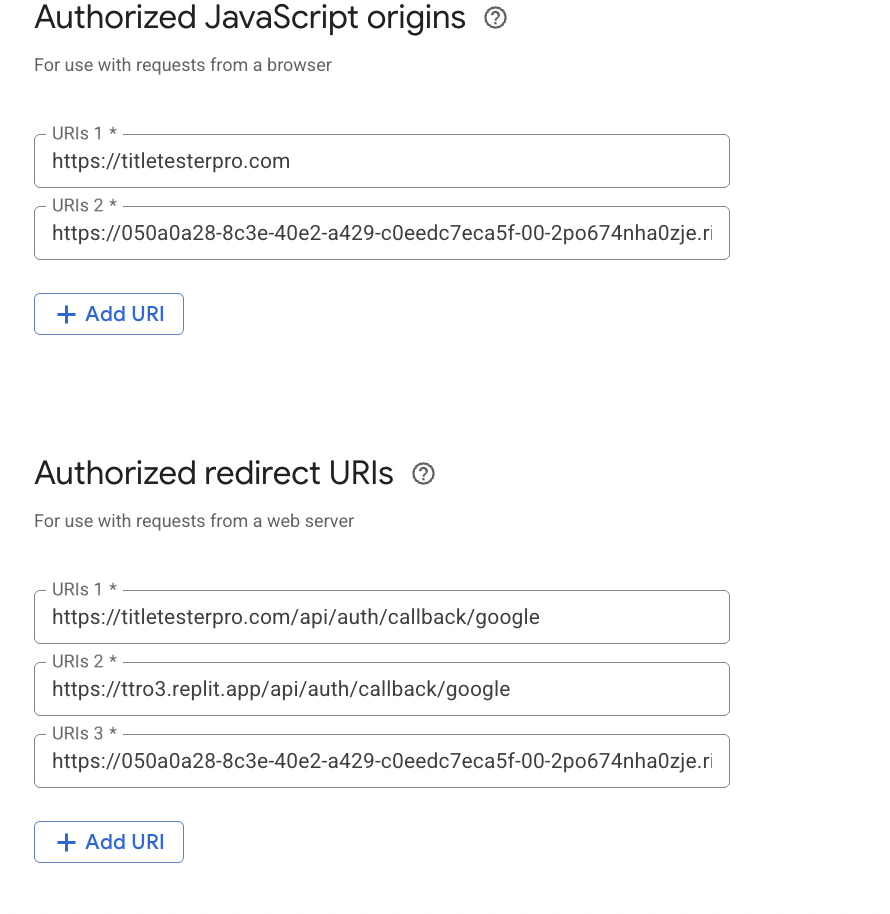 Authorized JavaScript origins
For use with requests from a browser
URIs 1 *
https://titletesterpro.com
URIs 2 *
https://050a0a28-8c3e-40e2-a429-c0eedc7eca5f-00-2po674nha0zje.ri
+ Add URI
Authorized redirect URIs
For use with requests from a web server
URIs 1 *
https://titletesterpro.com/api/auth/callback/google
URIs 2 *
https://ttro3.replit.app/api/auth/callback/google
URIs 3 *
https://050a0a28-8c3e-40e2-a429-c0eedc7eca5f-00-2po674nha0zje.ri
+ Add URI